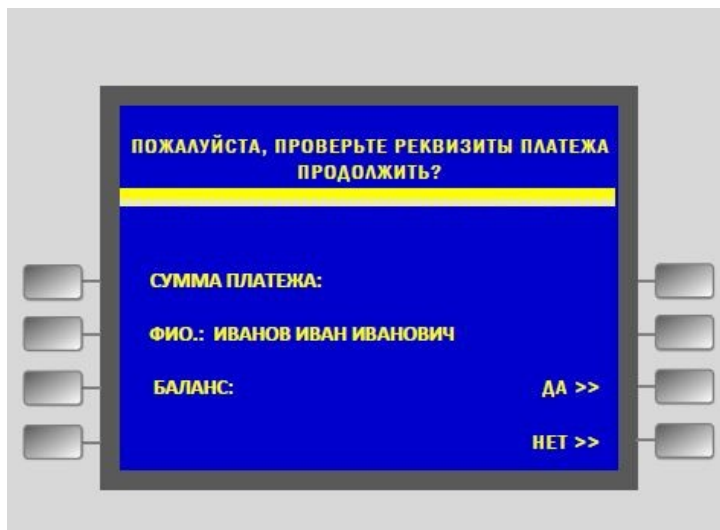 ПОЖАЛУЙСТА, ПРОВЕРЬТЕ РЕКВИЗИТЫ ПЛАТЕЖА
ПРОДОЛЖИТЬ?
СУММА ПЛАТЕЖА:
ФИО.: ИВАНОВ ИВАН ИВАНОВИЧ
БАЛАНС:
ДА >>
НЕТ >>